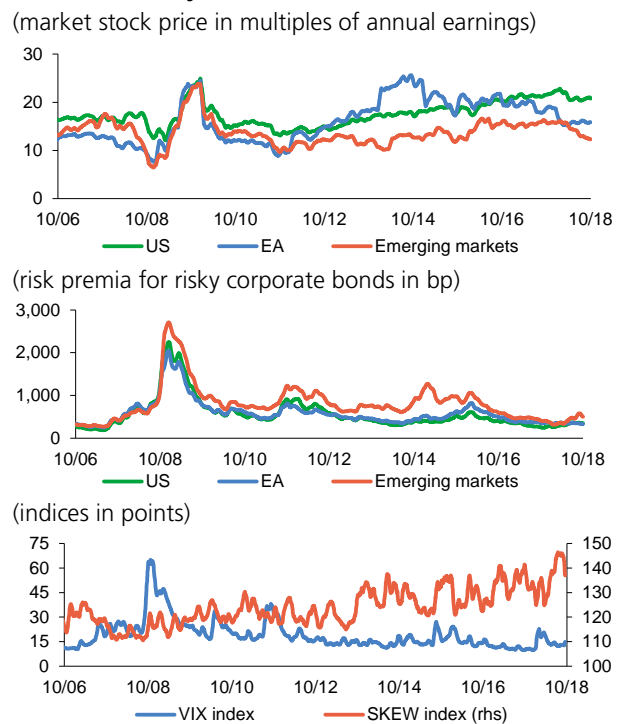 (market stock price in multiples of annual earnings)
30
20
10
0
10/06 10/08 10/10 10/12 10/14 10/16 10/18
US EA Emerging markets
(risk premia for risky corporate bonds in bp)
3,000
2,000
1,000
0
10/06 10/08 10/10 10/12 10/14 10/16 10/18
US EA Emerging markets
(indices in points)
75 150
60 140
45 130
30 120
15 110
0 100
10/06 10/08 10/10 10/12 10/14 10/16 10/18
VIX index SKEW index (rhs)